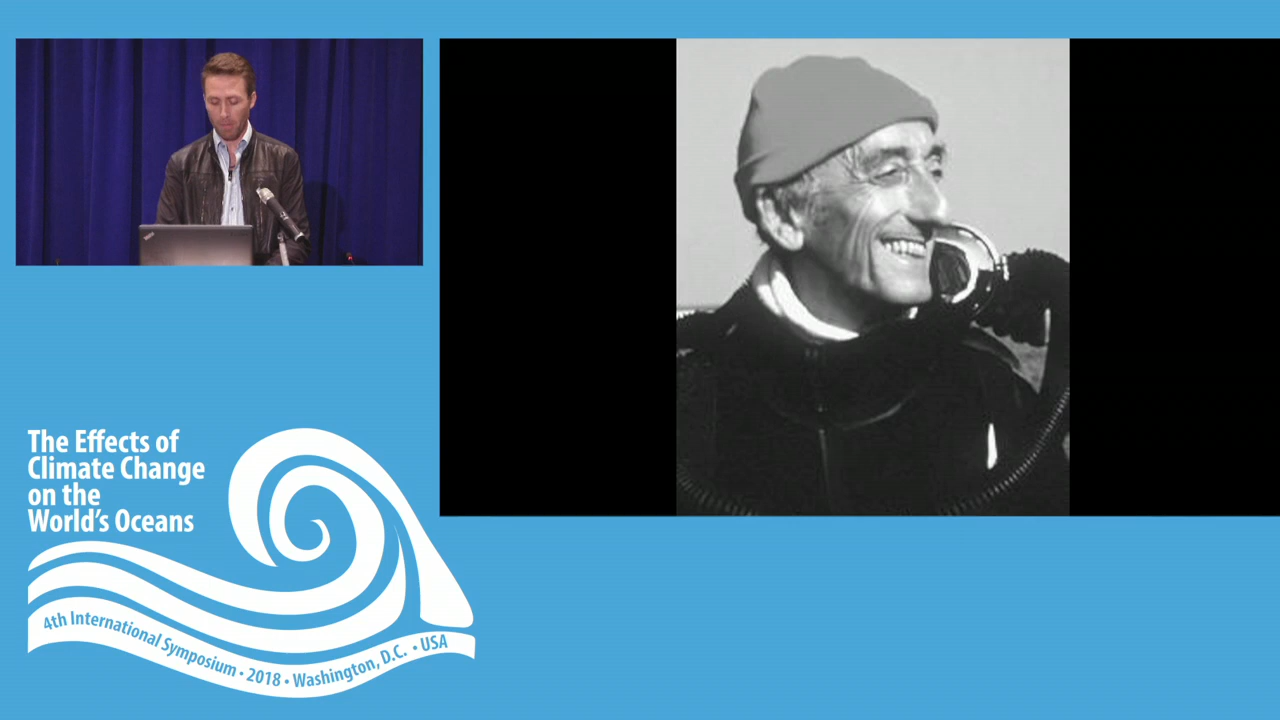 The Effects of
Climate Change
on the
World's Oceans
4th International Symposium • 2018 • Washington, D.C. • USA